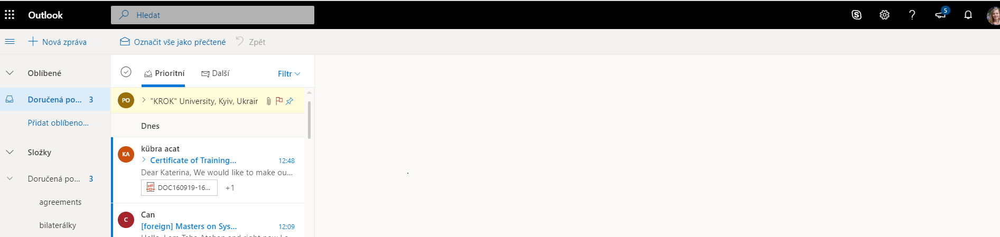 Outlook
Hledat
5
Nová zpráva
Označit vše jako přečtené
Zpět
Oblíbené
Doručená po... 3
Přidat oblíbeno...
Složky
Doručená po... 3
agreements
bilaterálky
Prioritní
Další
Filtr
PO
"KROK" University, Kyiv, Ukrair
Dnes
KA
kübra acat
Certificate of Training... 12:48
Dear Katerina, We would like to make ou...
pdf
DOC160919-16... +1
C
Can
[foreign] Masters on Sys... 12:09